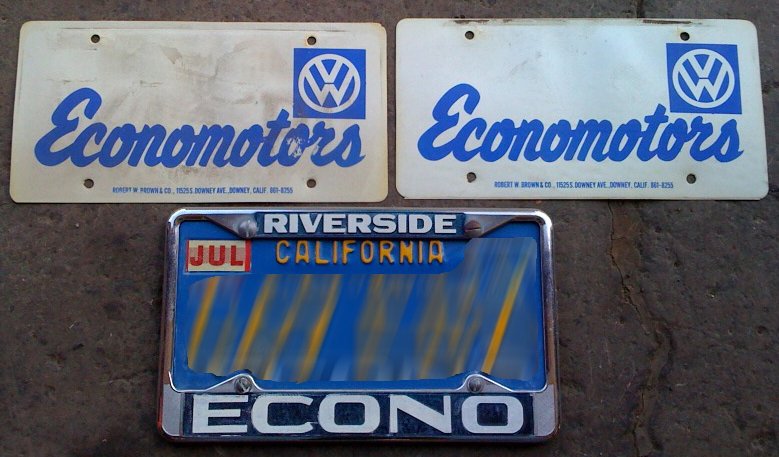 Economotors
ROBERT W. BROWN & CO., 11525 S. DOWNEY AVE., DOWNEY, CALIF. 861-8255
Economotors
ROBERT W. BROWN & CO., 11525 S. DOWNEY AVE., DOWNEY, CALIF. 861-8255
RIVERSIDE
JUL CALIFORNIA
ECONO